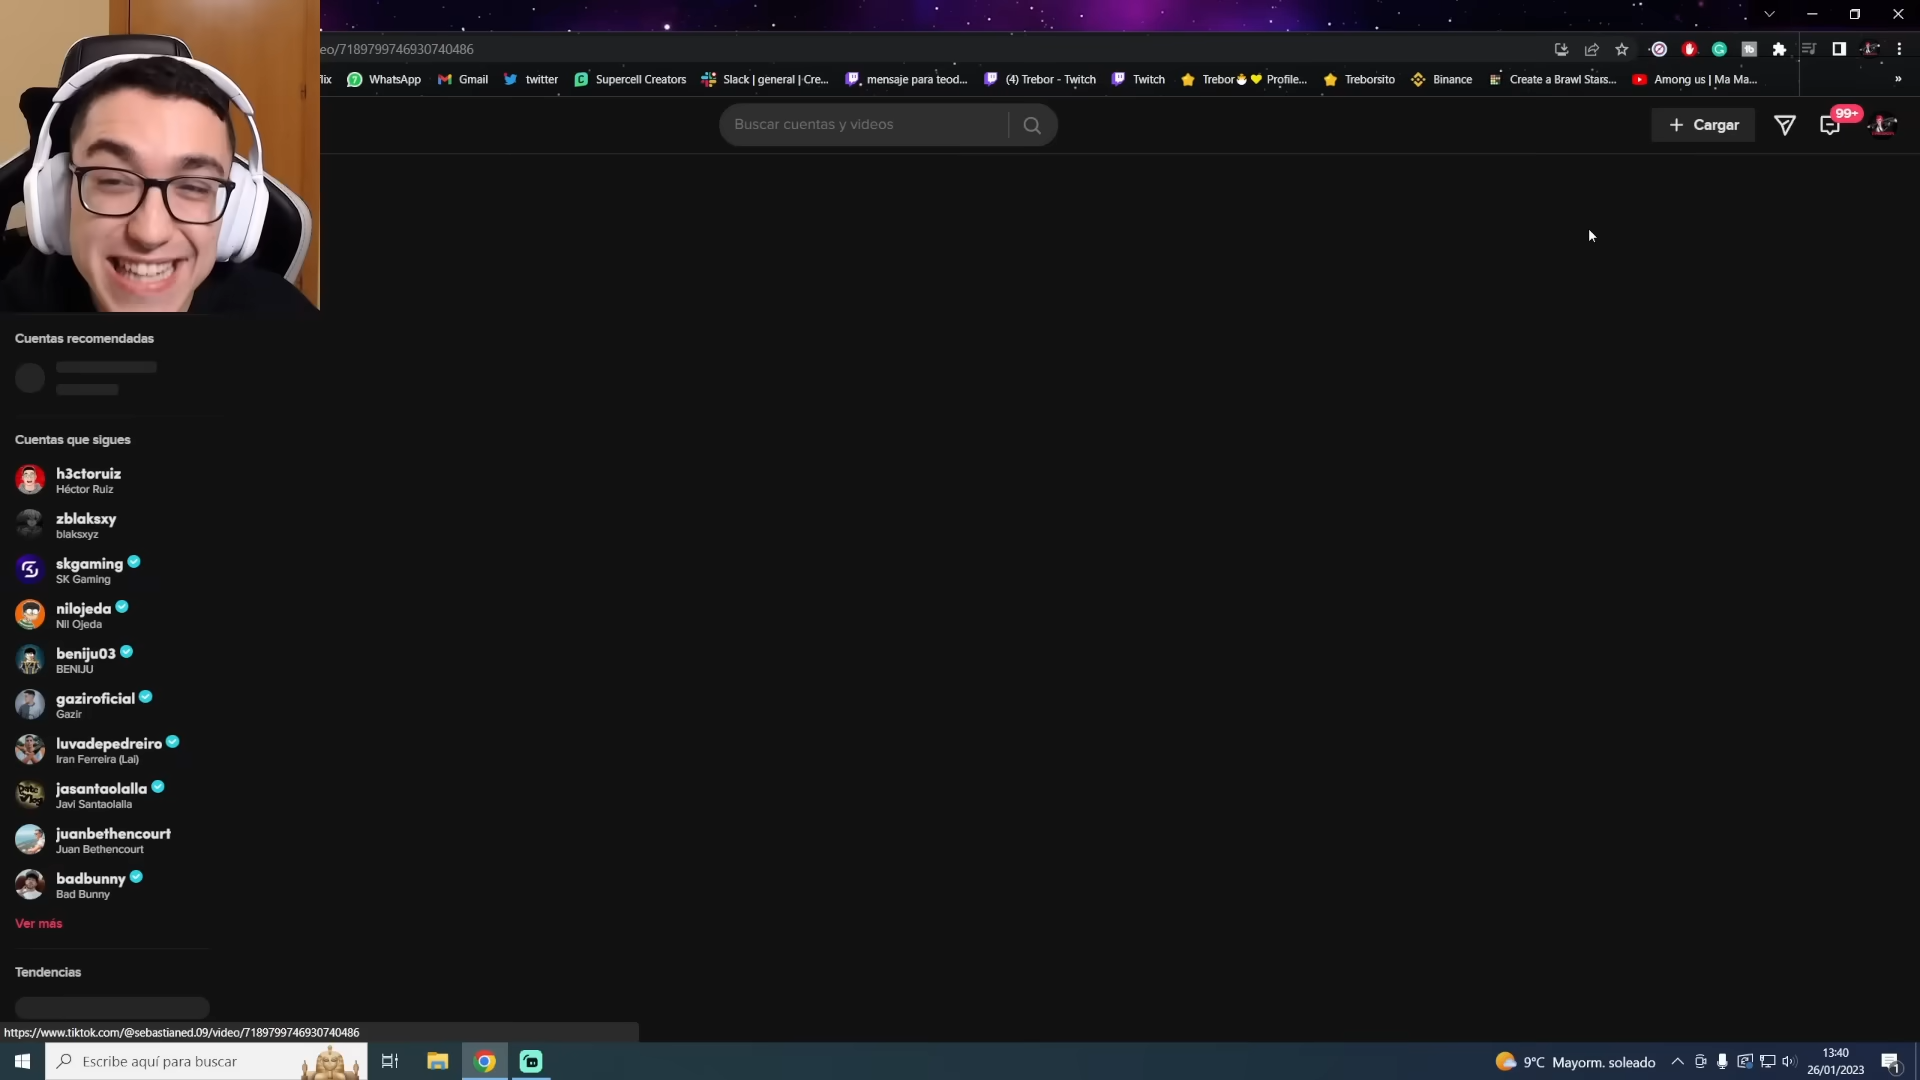 eo/7189799746930740486
flix WhatsApp Gmail twitter Supercell Creators Slack | general | Cre... mensaje para teod... (4) Trebor - Twitch Twitch Trebor🐣💛 Profile... Treborsito Binance Create a Brawl Stars... Among us | Ma Ma... »
Buscar cuentas y videos
+ Cargar
99+
Cuentas recomendadas
Cuentas que sigues
h3ctoruiz
Héctor Ruiz
zblaksxy
blaksxyz
skgaming
SK Gaming
nilojeda
Nil Ojeda
beniju03
BENIJU
gaziroficial
Gazir
luvadepedreiro
Iran Ferreira (Lai)
jasantaolalla
Javi Santaolalla
juanbethencourt
Juan Bethencourt
badbunny
Bad Bunny
Ver más
Tendencias
https://www.tiktok.com/@sebastianed.09/video/7189799746930740486
Escribe aquí para buscar
9°C Mayorm. soleado
13:40
26/01/2023
1